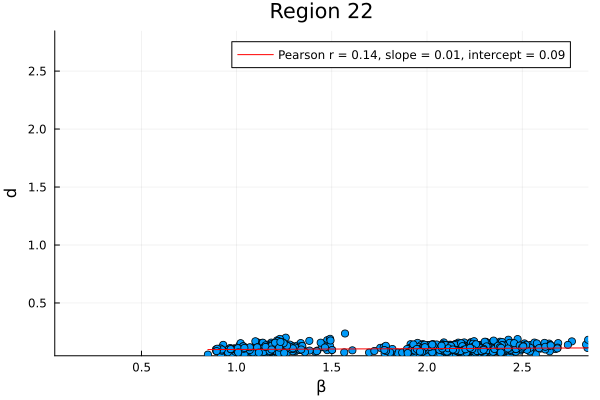 Region 22
Pearson r = 0.14, slope = 0.01, intercept = 0.09
2.5
2.0
d
1.5
1.0
0.5
0.5 1.0 1.5 2.0 2.5
β